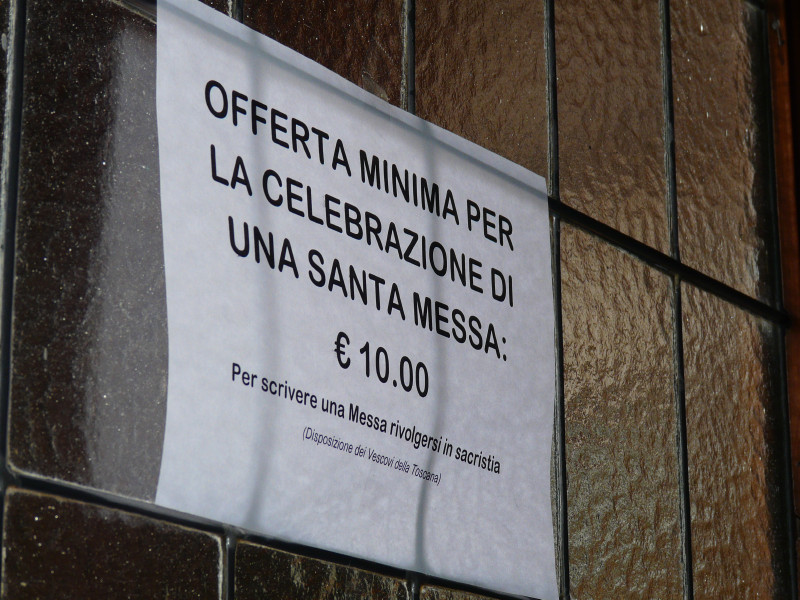 OFFERTA MINIMA PER
LA CELEBRAZIONE DI
UNA SANTA MESSA:
€ 10.00
Per scrivere una Messa rivolgersi in sacristia
(Disposizione dei Vescovi della Toscana)